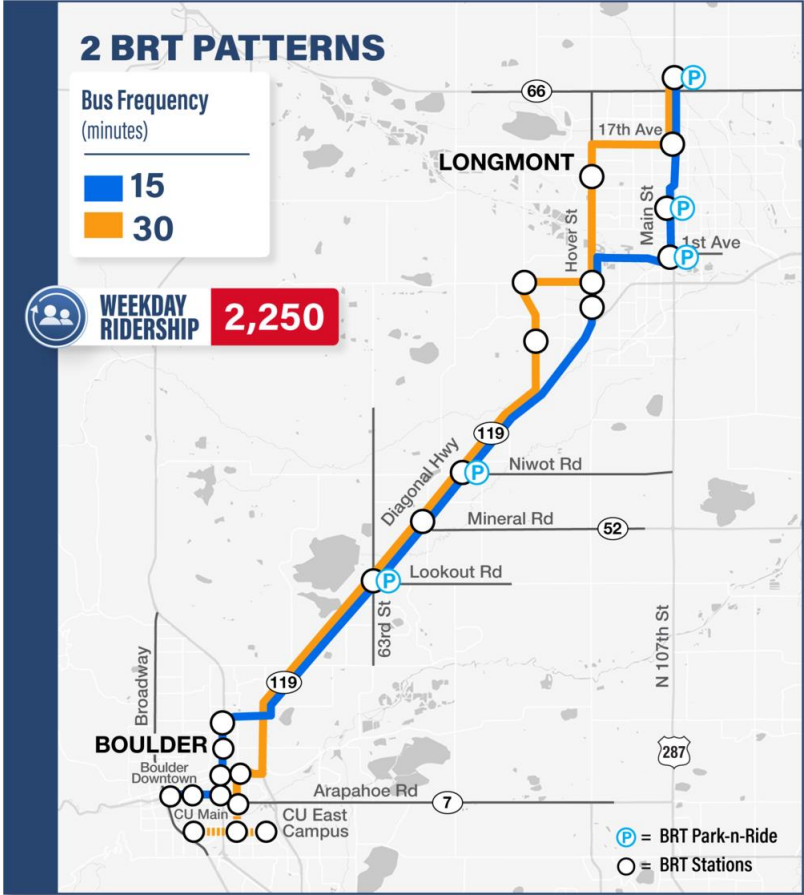 2 BRT PATTERNS
Bus Frequency
(minutes)
15
30
WEEKDAY
RIDERSHIP
2,250
66
P
17th Ave
LONGMONT
Hover St
Main St
P
1st Ave
P
119
Diagonal Hwy
Niwot Rd
P
Mineral Rd
52
Lookout Rd
P
63rd St
N 107th St
119
Broadway
BOULDER
287
Boulder
Downtown
Arapahoe Rd
7
CU Main
CU East
Campus
P = BRT Park-n-Ride
= BRT Stations